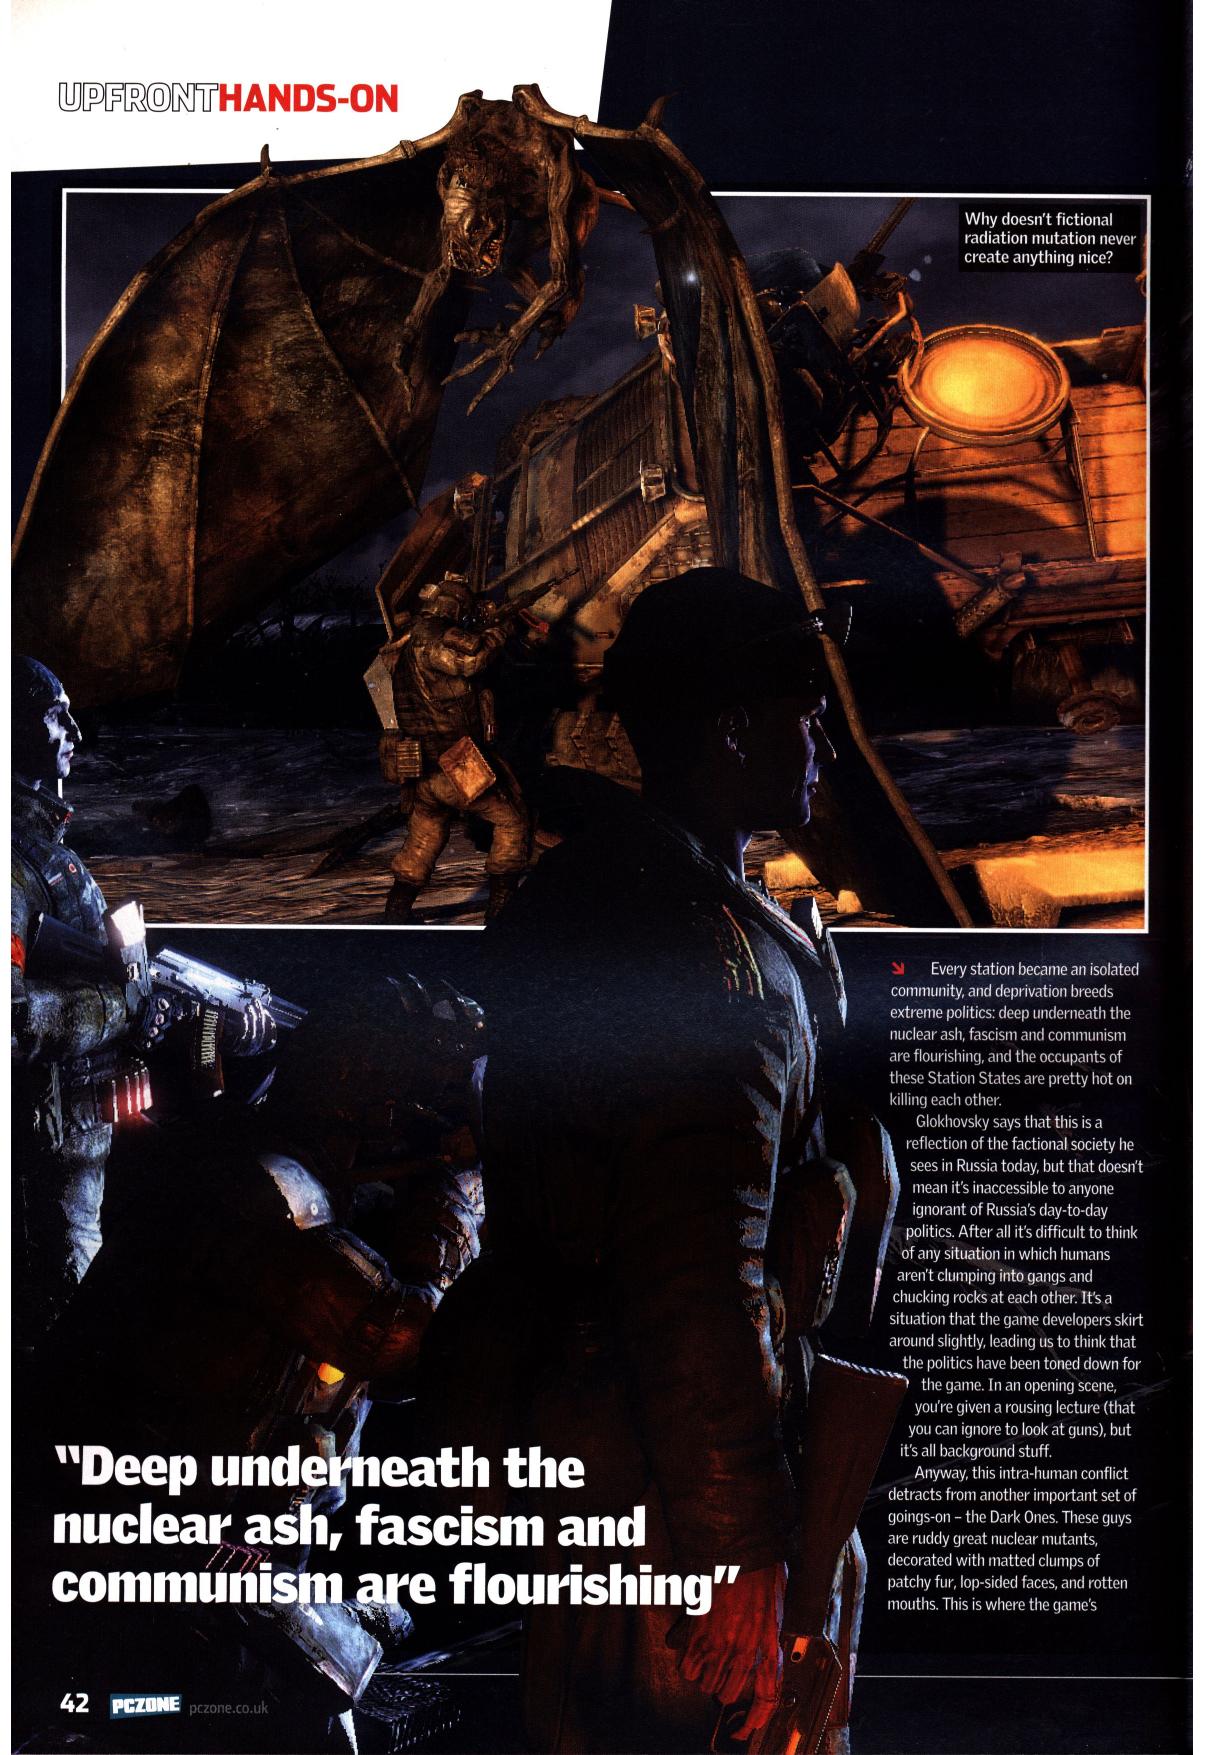 UPFRONTHANDS-ON
Why doesn't fictional
radiation mutation never
create anything nice?
Every station became an isolated
community, and deprivation breeds
extreme politics: deep underneath the
nuclear ash, fascism and communism
are flourishing, and the occupants of
these Station States are pretty hot on
killing each other.
Glokhovsky says that this is a
reflection of the factional society he
sees in Russia today, but that doesn't
mean it's inaccessible to anyone
ignorant of Russia's day-to-day
politics. After all it's difficult to think
of any situation in which humans
aren't clumping into gangs and
chucking rocks at each other. It's a
situation that the game developers skirt
around slightly, leading us to think that
the politics have been toned down for
the game. In an opening scene,
you're given a rousing lecture (that
you can ignore to look at guns), but
it's all background stuff.
Anyway, this intra-human conflict
detracts from another important set of
goings-on – the Dark Ones. These guys
are ruddy great nuclear mutants,
decorated with matted clumps of
patchy fur, lop-sided faces, and rotten
mouths. This is where the game's
"Deep underneath the
nuclear ash, fascism and
communism are flourishing"
42 PCZONE pczone.co.uk